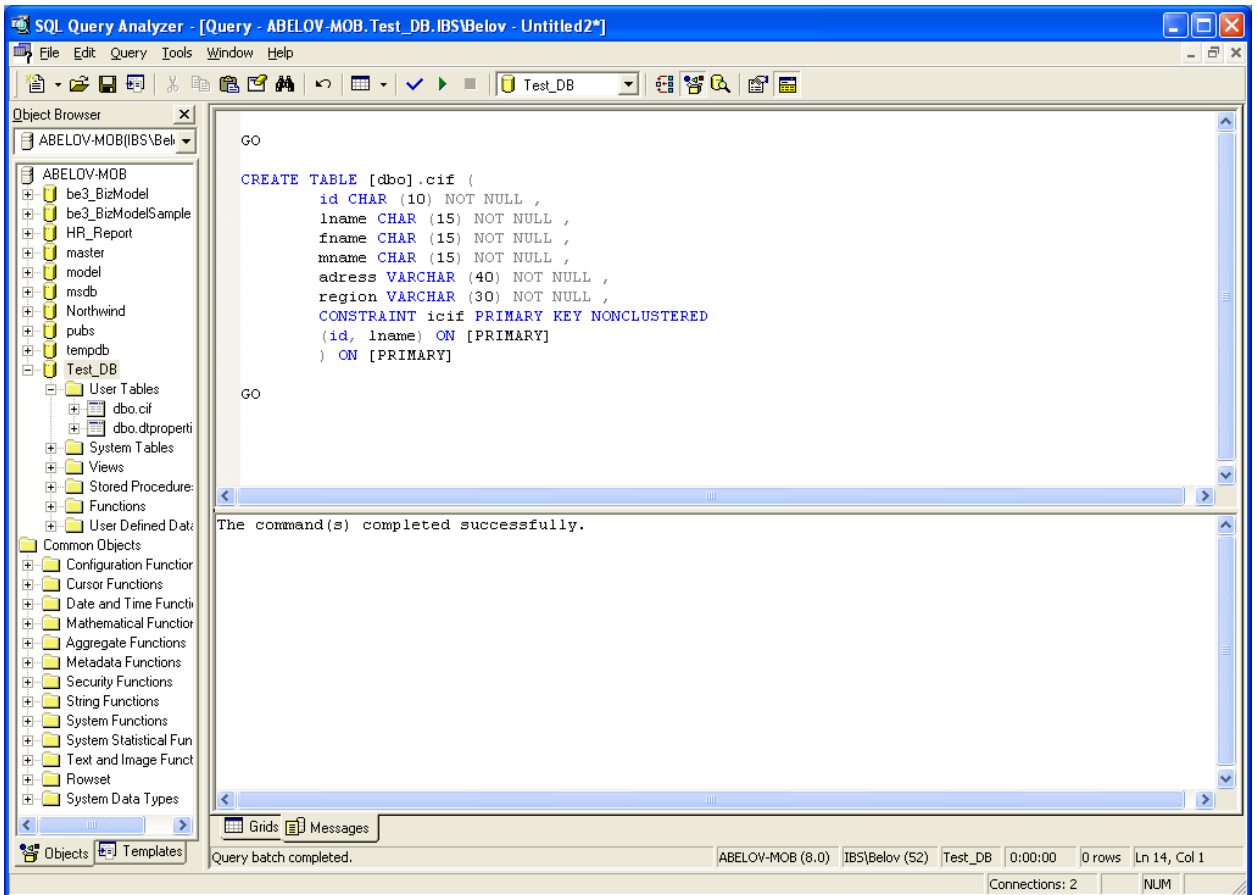 SQL Query Analyzer - [Query - ABELOV-MOB.Test_DB.IBS\Belov - Untitled2*]
File Edit Query Tools Window Help
Test_DB
Object Browser
ABELOV-MOB(IBS\Bel
ABELOV-MOB
be3_BizModel
be3_BizModelSample
HR_Report
master
model
msdb
Northwind
pubs
tempdb
Test_DB
User Tables
dbo.cif
dbo.dtproperti
System Tables
Views
Stored Procedure
Functions
User Defined Data
Common Objects
Configuration Function
Cursor Functions
Date and Time Functi
Mathematical Function
Aggregate Functions
Metadata Functions
Security Functions
String Functions
System Functions
System Statistical Fun
Text and Image Funct
Rowset
System Data Types
Objects Templates
GO
CREATE TABLE [dbo].cif (
id CHAR (10) NOT NULL ,
lname CHAR (15) NOT NULL ,
fname CHAR (15) NOT NULL ,
mname CHAR (15) NOT NULL ,
adress VARCHAR (40) NOT NULL ,
region VARCHAR (30) NOT NULL ,
CONSTRAINT icif PRIMARY KEY NONCLUSTERED
(id, lname) ON [PRIMARY]
) ON [PRIMARY]
GO
The command(s) completed successfully.
Grids Messages
Query batch completed. ABELOV-MOB (8.0) IBS\Belov (52) Test_DB 0:00:00 0 rows Ln 14, Col 1
Connections: 2 NUM